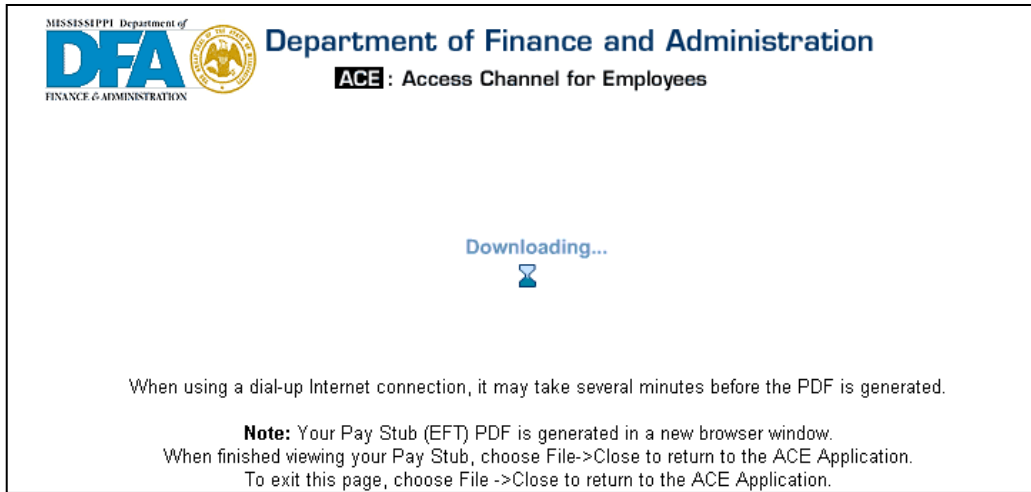 MISSISSIPPI Department of
DFA
FINANCE & ADMINISTRATION
Department of Finance and Administration
ACE : Access Channel for Employees
Downloading...
When using a dial-up Internet connection, it may take several minutes before the PDF is generated.
Note: Your Pay Stub (EFT) PDF is generated in a new browser window.
When finished viewing your Pay Stub, choose File->Close to return to the ACE Application.
To exit this page, choose File ->Close to return to the ACE Application.